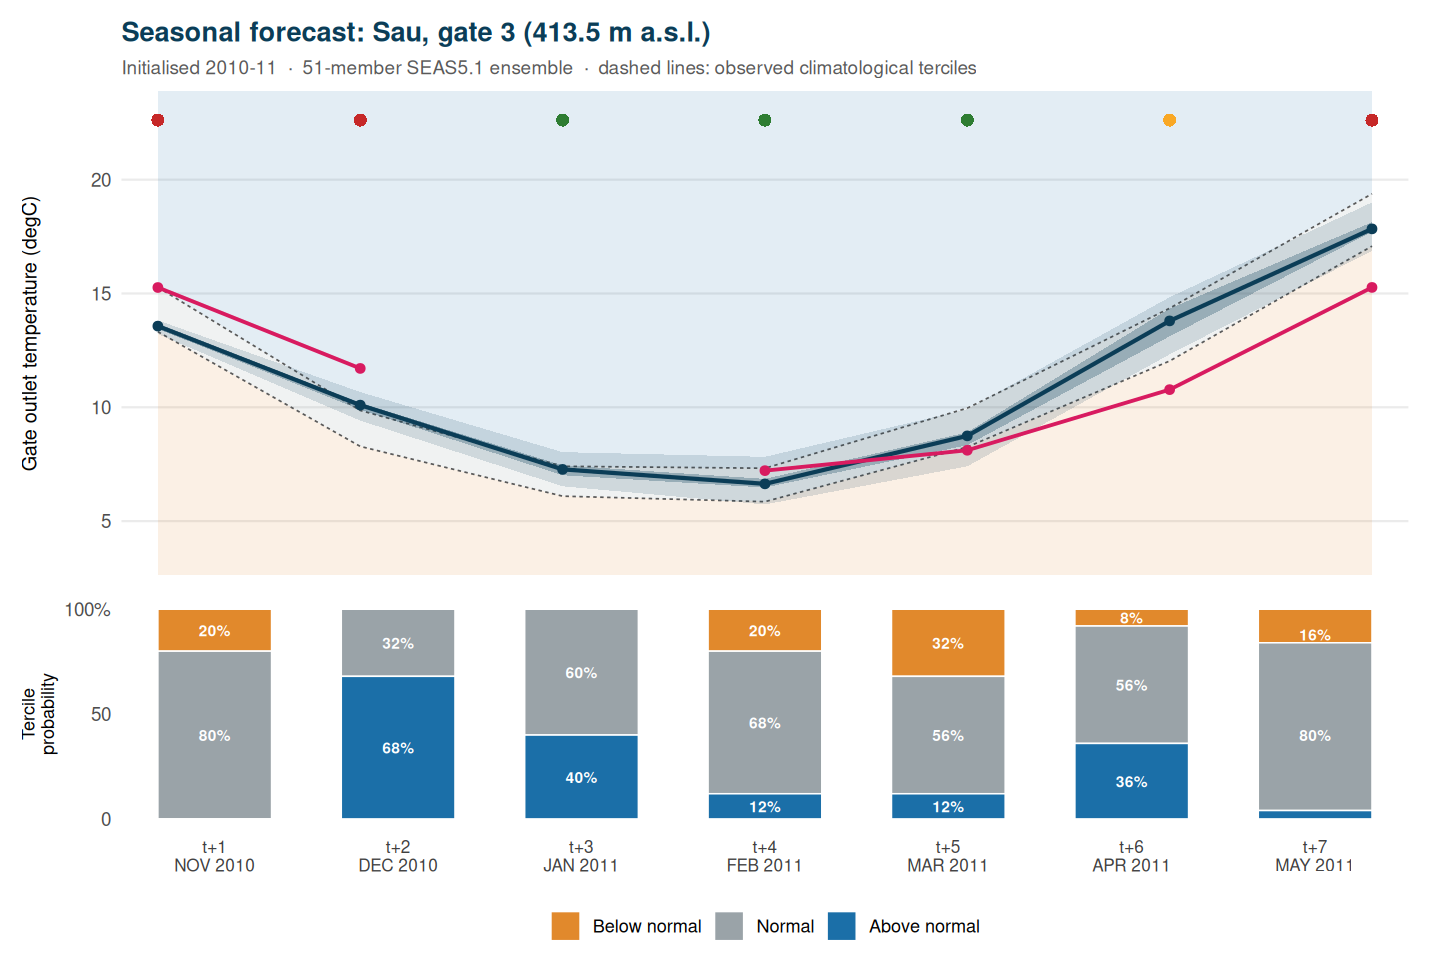 Seasonal forecast: Sau, gate 3 (413.5 m a.s.l.)
Initialised 2010-11 · 51-member SEAS5.1 ensemble · dashed lines: observed climatological terciles
Gate outlet temperature (degC)
20
15
10
5
Tercile
probability
100%
50
0
20%
80%
32%
68%
60%
40%
20%
68%
12%
32%
56%
12%
8%
56%
36%
16%
80%
t+1
NOV 2010
t+2
DEC 2010
t+3
JAN 2011
t+4
FEB 2011
t+5
MAR 2011
t+6
APR 2011
t+7
MAY 2011
Below normal
Normal
Above normal